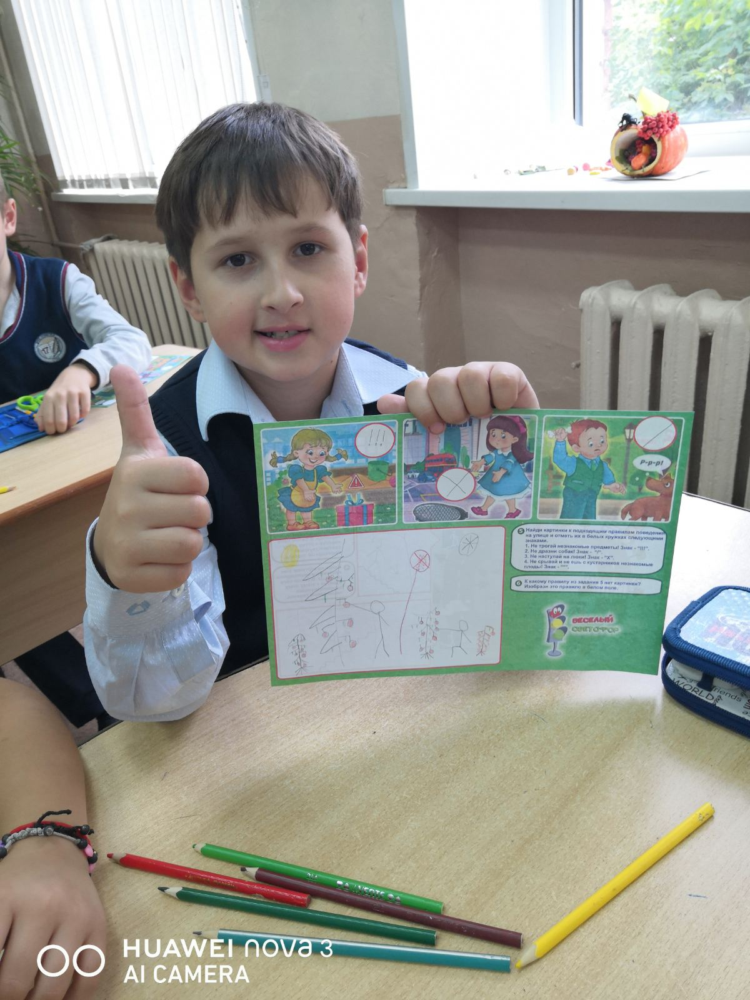 !!!
P-p-p!
5 Найди картинки к подходящим правилам поведения
на улице и отметь их в белых кружках следующими
знаками.
1. Не трогай незнакомые предметы! Знак - "!!!".
2. Не дразни собак! Знак - "/".
3. Не наступай на люки! Знак - "X".
4. Не срывай и не ешь с кустарников незнакомые
плоды! Знак -
6 К какому правилу из задания 5 нет картинки?
Изобрази это правило в белом поле.
ВЕСЕЛЫЙ
СВЕТОФОР
friends
WORLD
HUAWEI nova 3
AI CAMERA